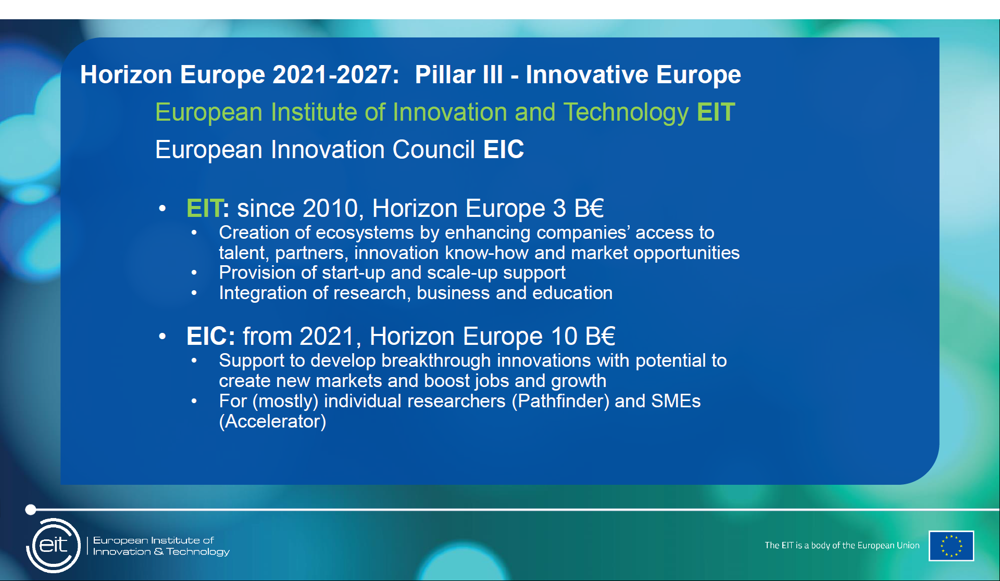 Horizon Europe 2021-2027:  Pillar III - Innovative Europe
European Institute of Innovation and Technology EIT
European Innovation Council EIC
• EIT: since 2010, Horizon Europe 3 B€
• Creation of ecosystems by enhancing companies’ access to
talent, partners, innovation know-how and market opportunities
• Provision of start-up and scale-up support
• Integration of research, business and education
• EIC: from 2021, Horizon Europe 10 B€
• Support to develop breakthrough innovations with potential to
create new markets and boost jobs and growth
• For (mostly) individual researchers (Pathfinder) and SMEs
(Accelerator)
eit
European Institute of
Innovation & Technology
The EIT is a body of the European Union